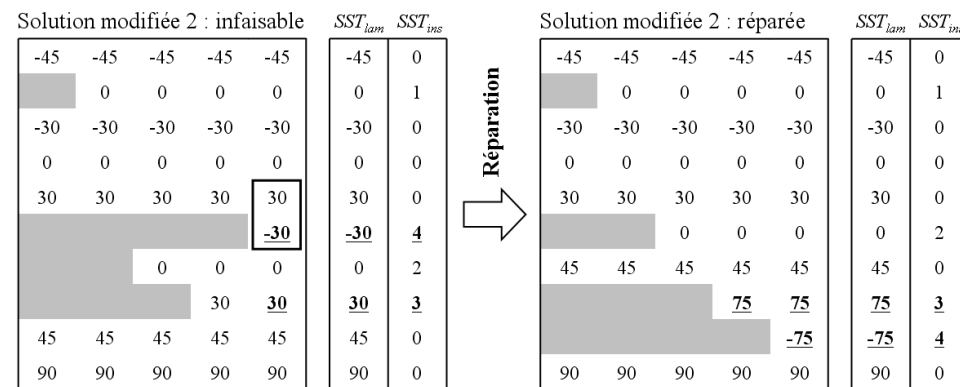 Solution modifiée 2 : infaisable SST_lam SST_ins
-45 -45 -45 -45 -45 -45 0
0 0 0 0 0 1
-30 -30 -30 -30 -30 -30 0
0 0 0 0 0 0 0
30 30 30 30 30 30 0
-30 -30 4
0 0 0 0 2
30 30 30 3
45 45 45 45 45 45 0
90 90 90 90 90 90 0
Réparation
Solution modifiée 2 : réparée SST_lam SST_ins
-45 -45 -45 -45 -45 -45 0
0 0 0 0 0 1
-30 -30 -30 -30 -30 -30 0
0 0 0 0 0 0 0
30 30 30 30 30 30 0
0 0 0 0 2
45 45 45 45 45 45 0
75 75 75 3
-75 -75 4
90 90 90 90 90 90 0